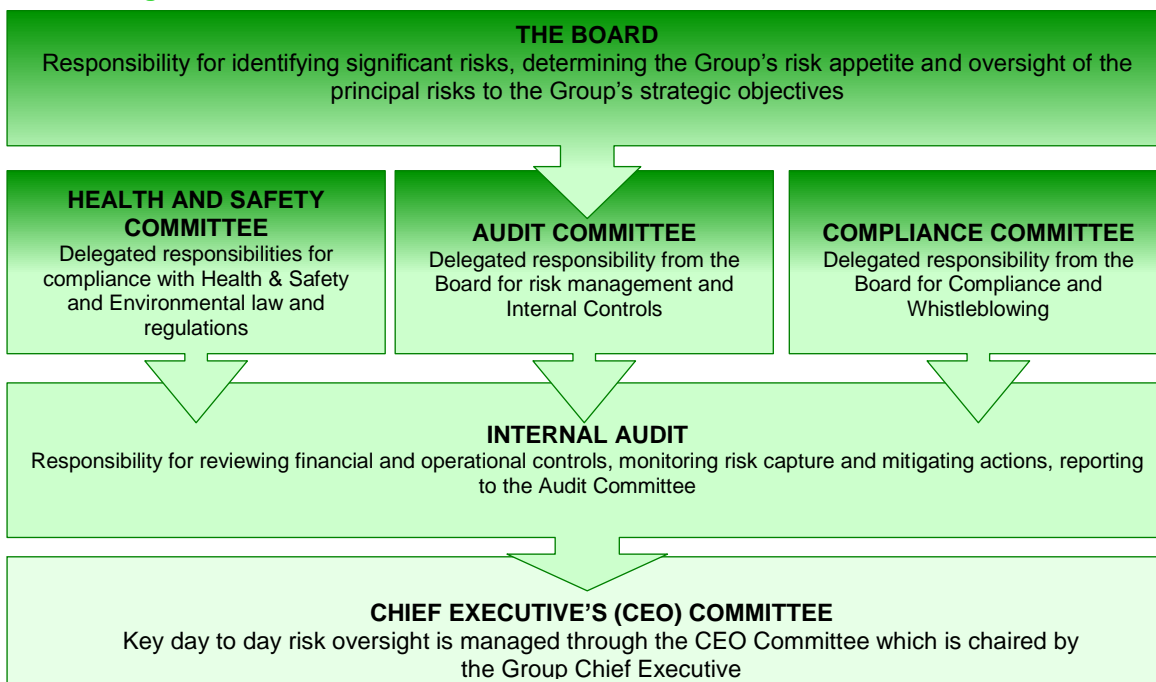 THE BOARD
Responsibility for identifying significant risks, determining the Group's risk appetite and oversight of the
principal risks to the Group's strategic objectives
HEALTH AND SAFETY
COMMITTEE
Delegated responsibilities for
compliance with Health & Safety
and Environmental law and
regulations
AUDIT COMMITTEE
Delegated responsibility from the
Board for risk management and
Internal Controls
COMPLIANCE COMMITTEE
Delegated responsibility from the
Board for Compliance and
Whistleblowing
INTERNAL AUDIT
Responsibility for reviewing financial and operational controls, monitoring risk capture and mitigating actions, reporting
to the Audit Committee
CHIEF EXECUTIVE'S (CEO) COMMITTEE
Key day to day risk oversight is managed through the CEO Committee which is chaired by
the Group Chief Executive